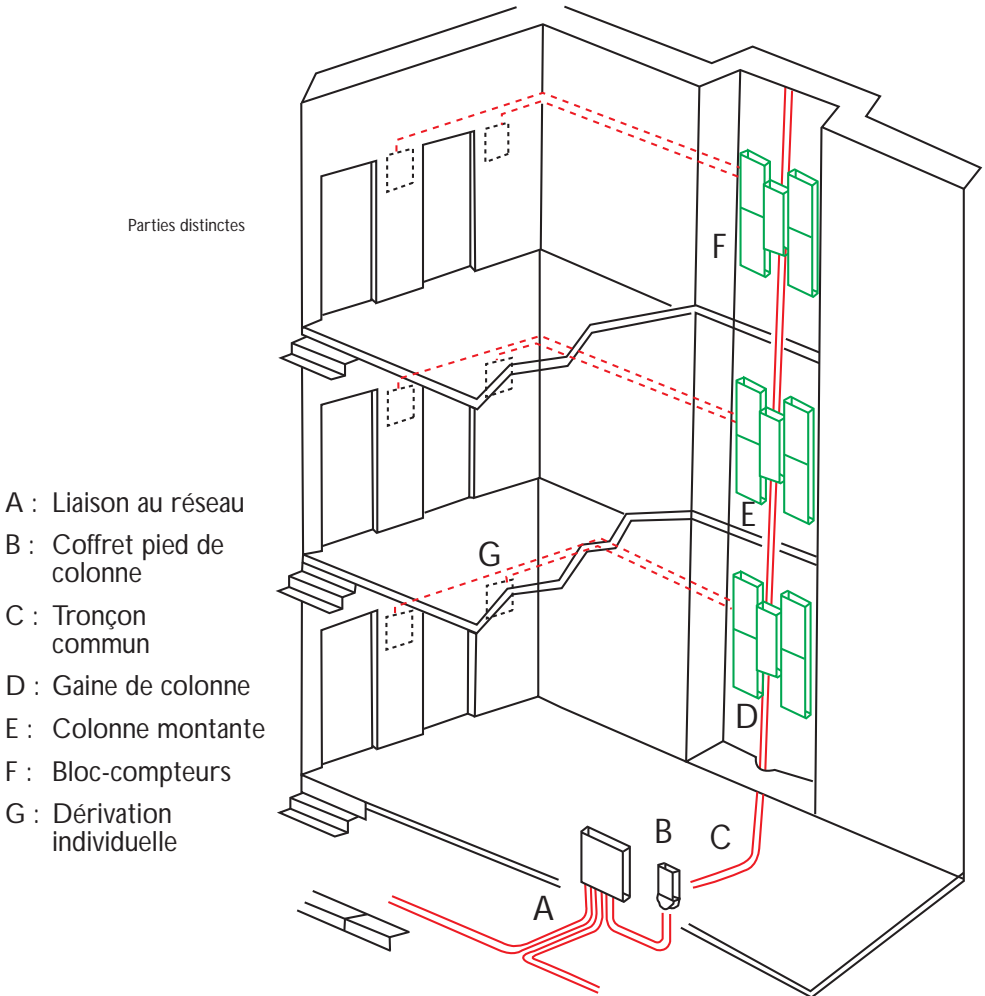 Parties distinctes
A : Liaison au réseau
B : Coffret pied de
colonne
C : Tronçon
commun
D : Gaine de colonne
E : Colonne montante
F : Bloc-compteurs
G : Dérivation
individuelle
F
E
G
D
B
C
A